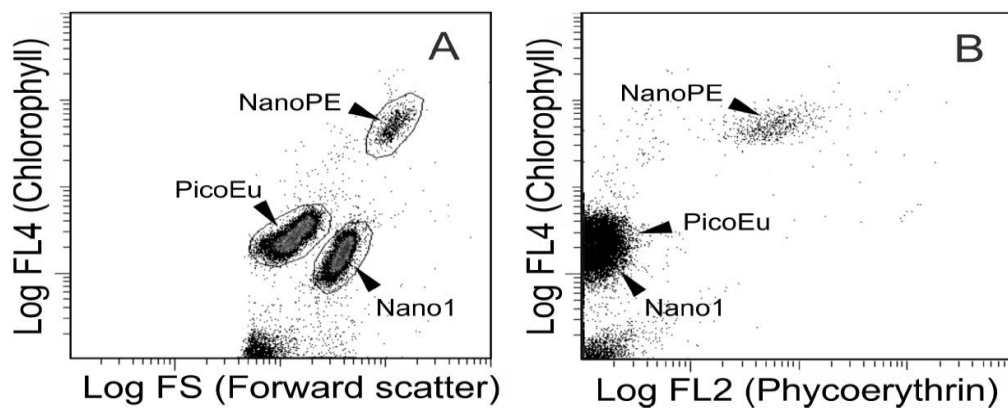 A
Log FL4 (Chlorophyll)
NanoPE
PicoEu
Nano1
Log FS (Forward scatter)
B
Log FL4 (Chlorophyll)
NanoPE
PicoEu
Nano1
Log FL2 (Phycoerythrin)